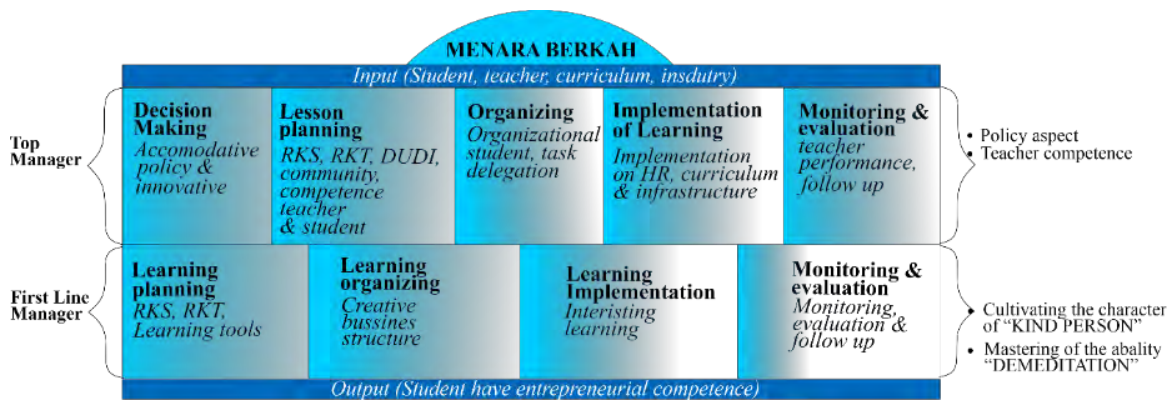 MENARA BERKAH
Input (Student, teacher, curriculum, insdutry)
Top
Manager
Decision
Making
Accomodative
policy &
innovative
Lesson
planning
RKS, RKT, DUDI,
community,
competence
teacher
& student
Organizing
Organizational
student, task
delegation
Implementation
of Learning
Implementation
on HR, curriculum
& infrastructure
Monitoring &
evaluation
teacher
performance,
follow up
• Policy aspect
• Teacher competence
First Line
Manager
Learning
planning
RKS, RKT,
Learning tools
Learning
organizing
Creative
bussines
structure
Learning
Implementation
Interisting
learning
Monitoring &
evaluation
Monitoring,
evaluation &
follow up
• Cultivating the character
of “KIND PERSON”
• Mastering of the abality
“DEMEDITATION”
Output (Student have entrepreneurial competence)